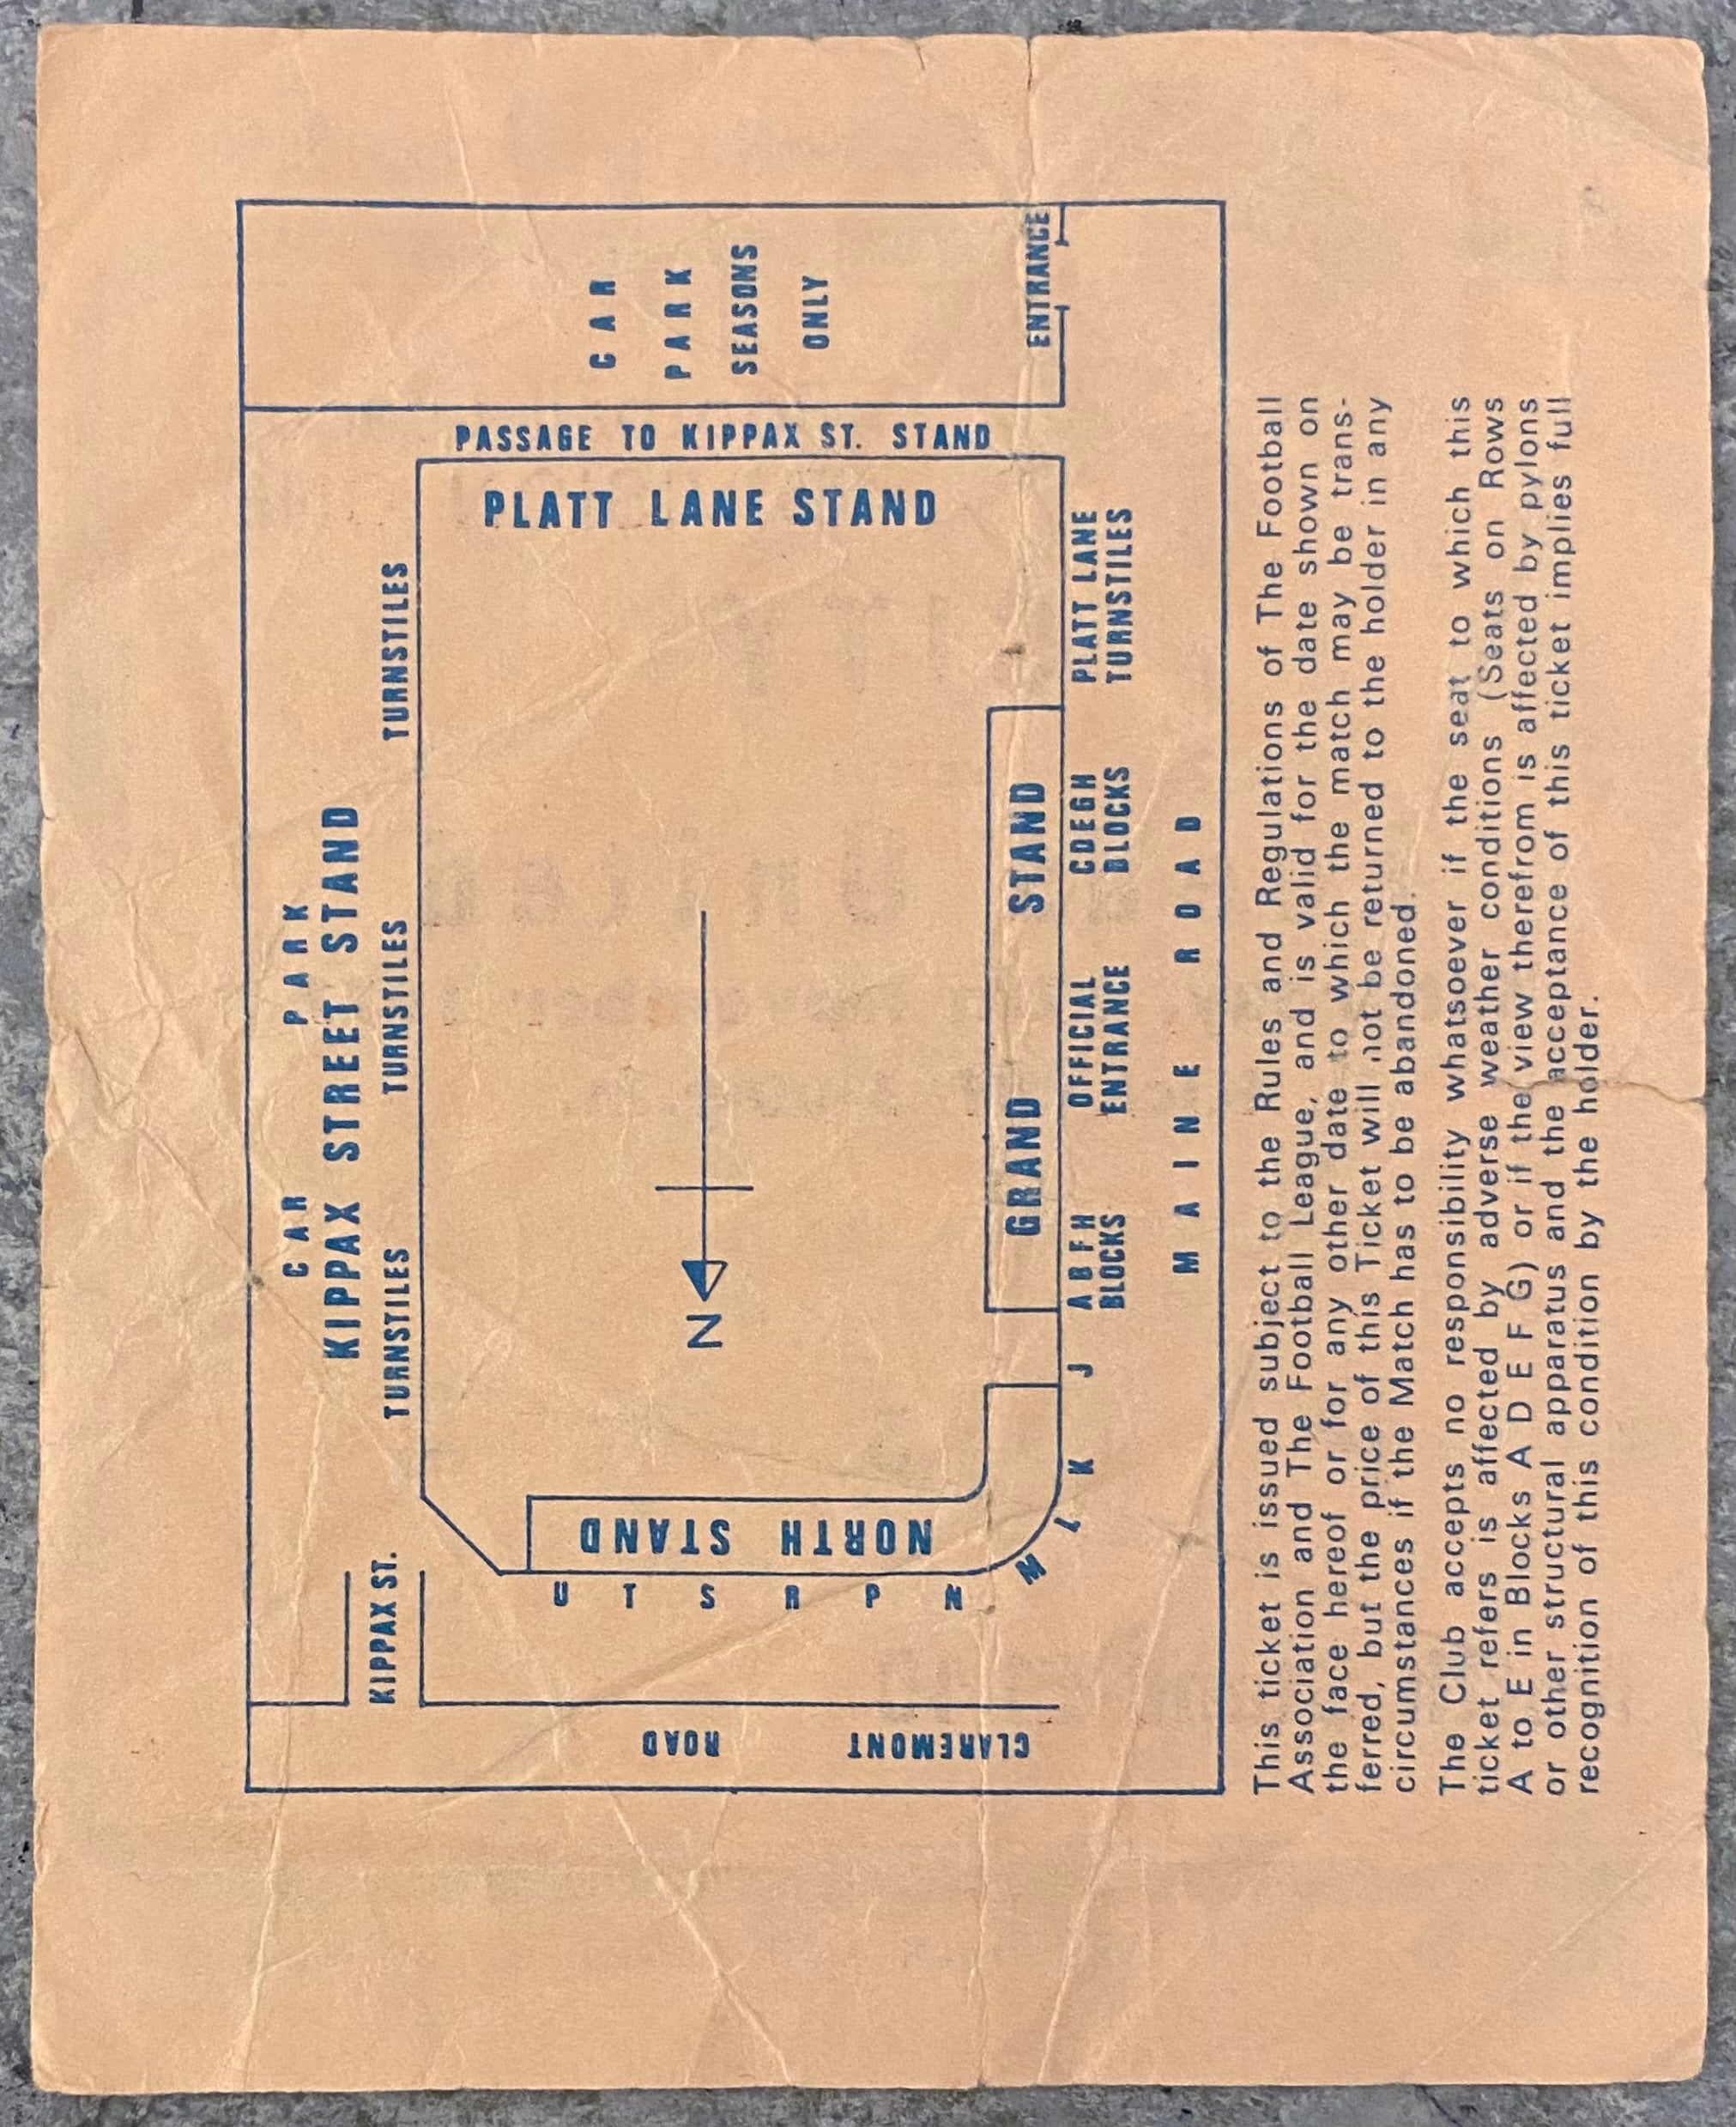 CAR PARK
KIPPAX STREET STAND
TURNSTILES TURNSTILES TURNSTILES
KIPPAX ST.
CLAREMONT
ROAD
NORTH STAND
U
T
S
R
P
N
M
L
K
J
N
PLATT LANE STAND
PASSAGE TO KIPPAX ST. STAND
CAR
PARK
SEASONS
ONLY
ENTRANCE
GRAND STAND
A B F H
BLOCKS
OFFICIAL
ENTRANCE
CDEGH
BLOCKS
PLATT LANE
TURNSTILES
MAINE ROAD
This ticket is issued subject to the Rules and Regulations of The Football
Association and The Football League, and is valid for the date shown on
the face hereof or for any other date to which the match may be trans-
ferred, but the price of this Ticket will not be returned to the holder in any
circumstances if the Match has to be abandoned.
The Club accepts no responsibility whatsoever if the seat to which this
ticket refers is affected by adverse weather conditions (Seats on Rows
A to E in Blocks A D E F G) or if the view therefrom is affected by pylons
or other structural apparatus and the acceptance of this ticket implies full
recognition of this condition by the holder.